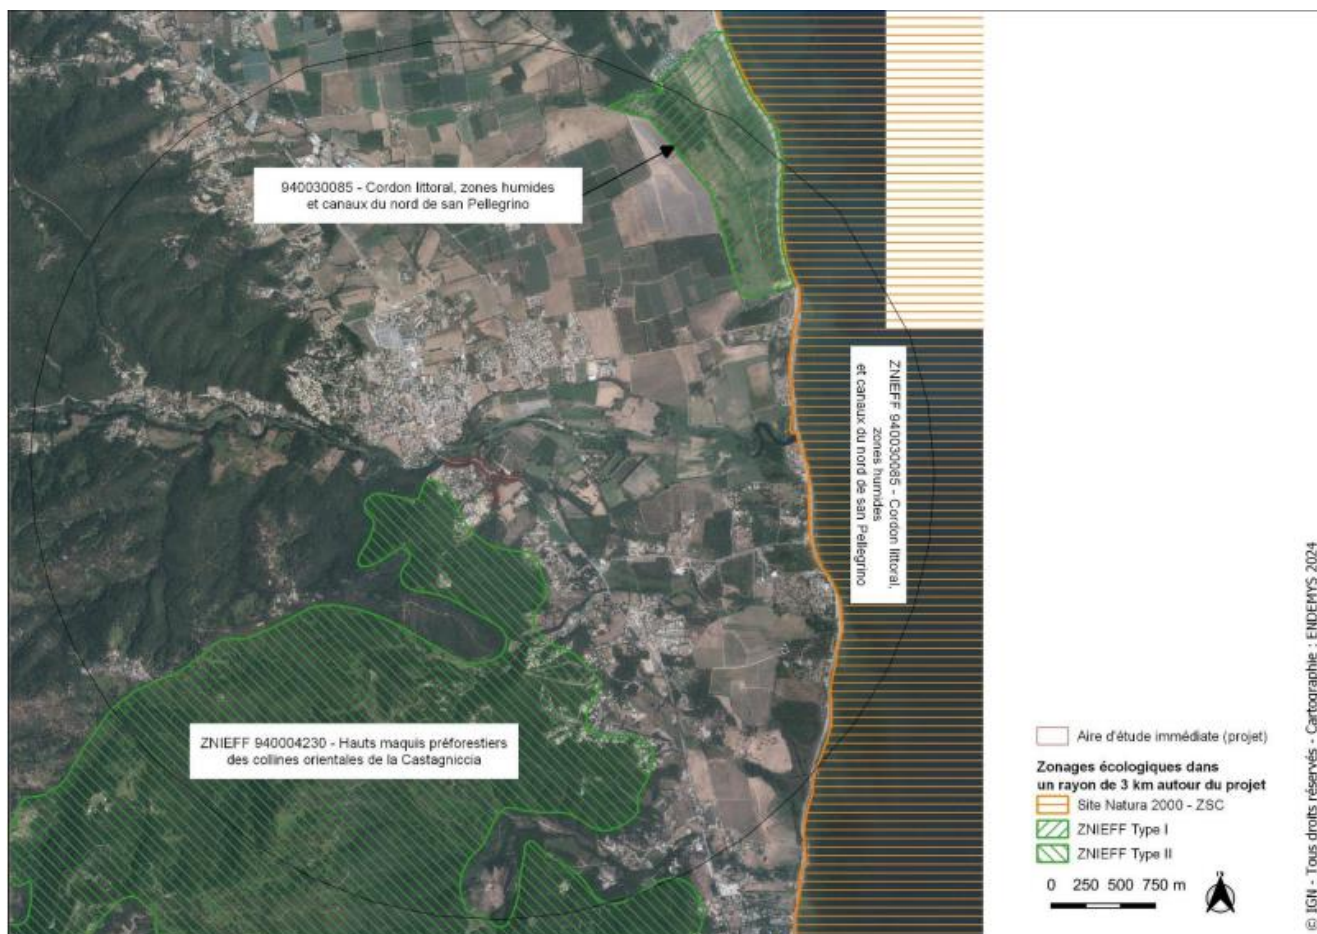 940030085 - Cordon littoral, zones humides
et canaux du nord de san Pellegrino
ZNIEFF 940030085 - Cordon littoral,
zones humides
et canaux du nord de san Pellegrino
ZNIEFF 940004230 - Hauts maquis préforestiers
des collines orientales de la Castagniccia
Aire d'étude immédiate (projet)
Zonages écologiques dans
un rayon de 3 km autour du projet
Site Natura 2000 - ZSC
ZNIEFF Type I
ZNIEFF Type II
0 250 500 750 m
© IGN - Tous droits réservés - Cartographie : ENDEMYS 2024